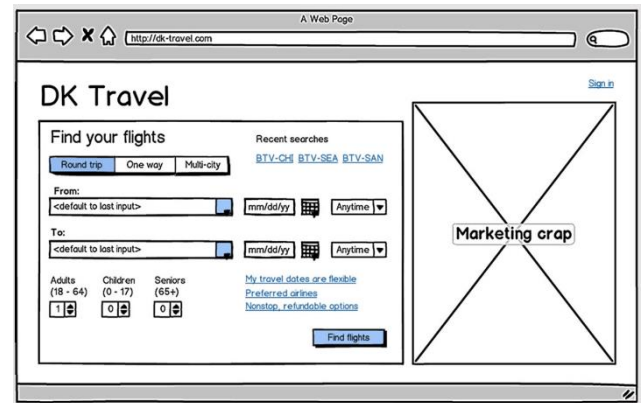 A Web Page
http://dk-travel.com
Sign in
DK Travel
Find your flights
Recent searches
Round trip One way Multi-city
BTV-CHI BTV-SEA BTV-SAN
From:
<default to last input> mm/dd/yy Anytime
To:
<default to last input> mm/dd/yy Anytime
Marketing crap
Adults Children Seniors
(18 - 64) (0 - 17) (65+)
1 0 0
My travel dates are flexible
Preferred airlines
Nonstop, refundable options
Find flights